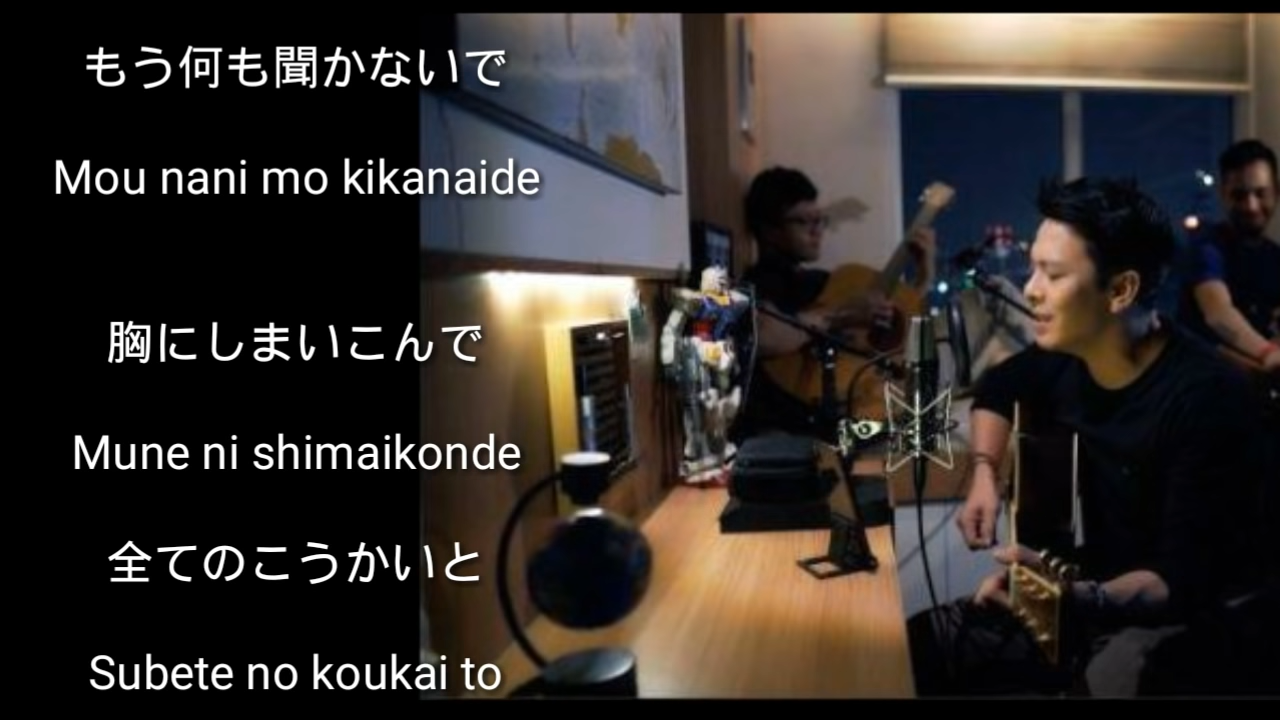 もう何も聞かないで
Mou nani mo kikanaide
胸にしまいこんで
Mune ni shimaikonde
全てのこうかいと
Subete no koukai to